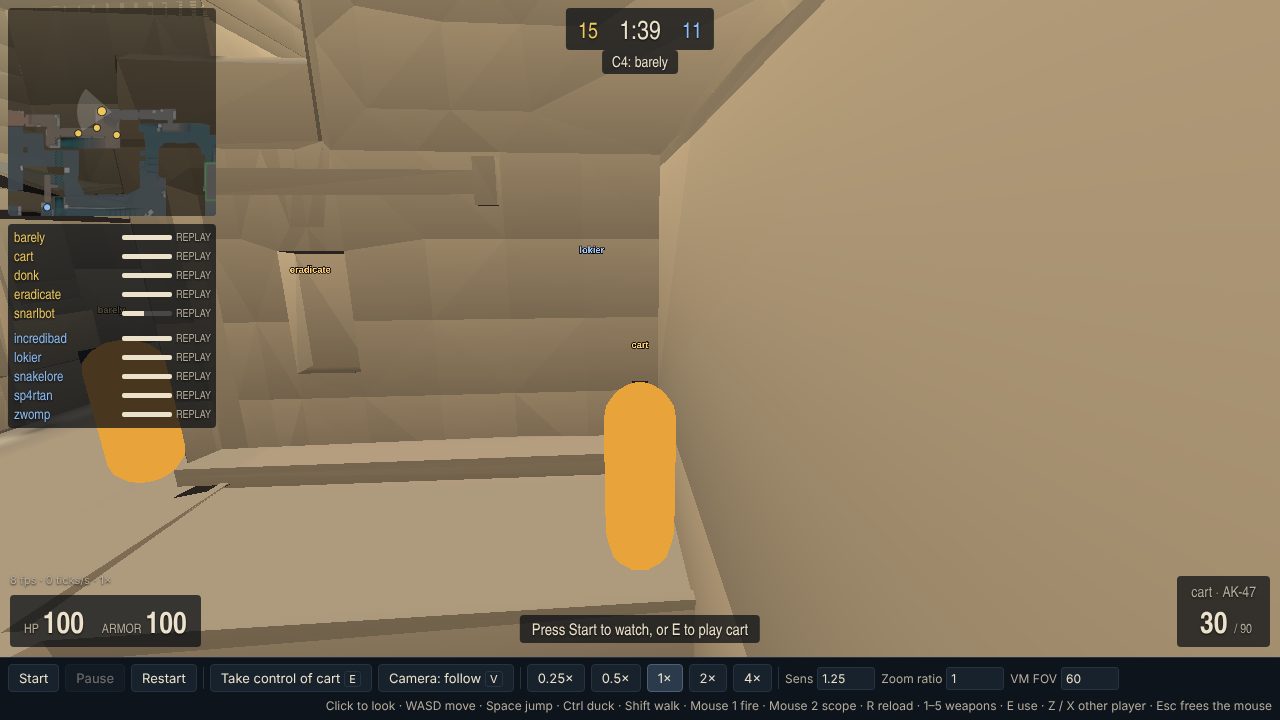 15 1:39 11
C4: barely
barely REPLAY
cart REPLAY
donk REPLAY
eradicate REPLAY
snarlbot REPLAY
incredibad REPLAY
lokier REPLAY
snakelore REPLAY
sp4rtan REPLAY
zwomp REPLAY
lokier
eradicate
barely
cart
8 fps · 0 ticks/s · 1×
HP 100 ARMOR 100
cart · AK-47
30 / 90
Press Start to watch, or E to play cart
Start Pause Restart Take control of cart E Camera: follow V 0.25× 0.5× 1× 2× 4× Sens 1.25 Zoom ratio 1 VM FOV 60
Click to look · WASD move · Space jump · Ctrl duck · Shift walk · Mouse 1 fire · Mouse 2 scope · R reload · 1–5 weapons · E use · Z / X other player · Esc frees the mouse